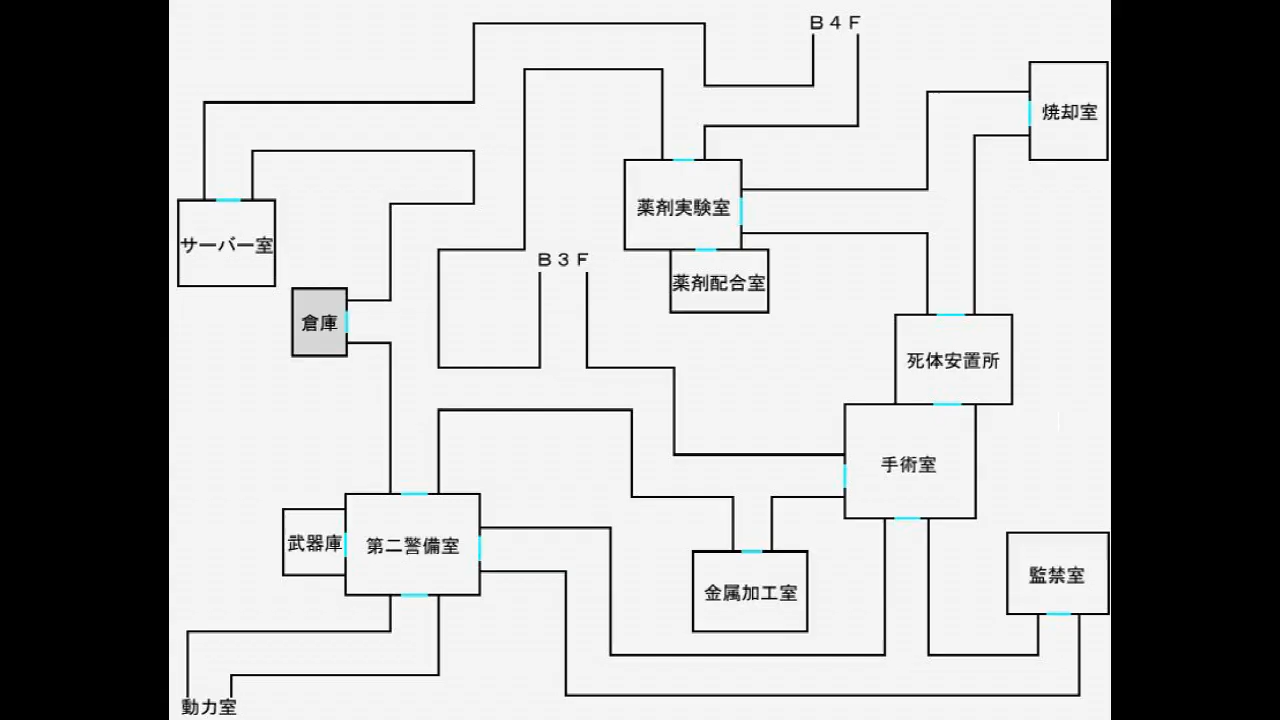 B4F
焼却室
薬剤実験室
サーバー室
B3F
薬剤配合室
倉庫
死体安置所
手術室
武器庫
第二警備室
監禁室
金属加工室
動力室